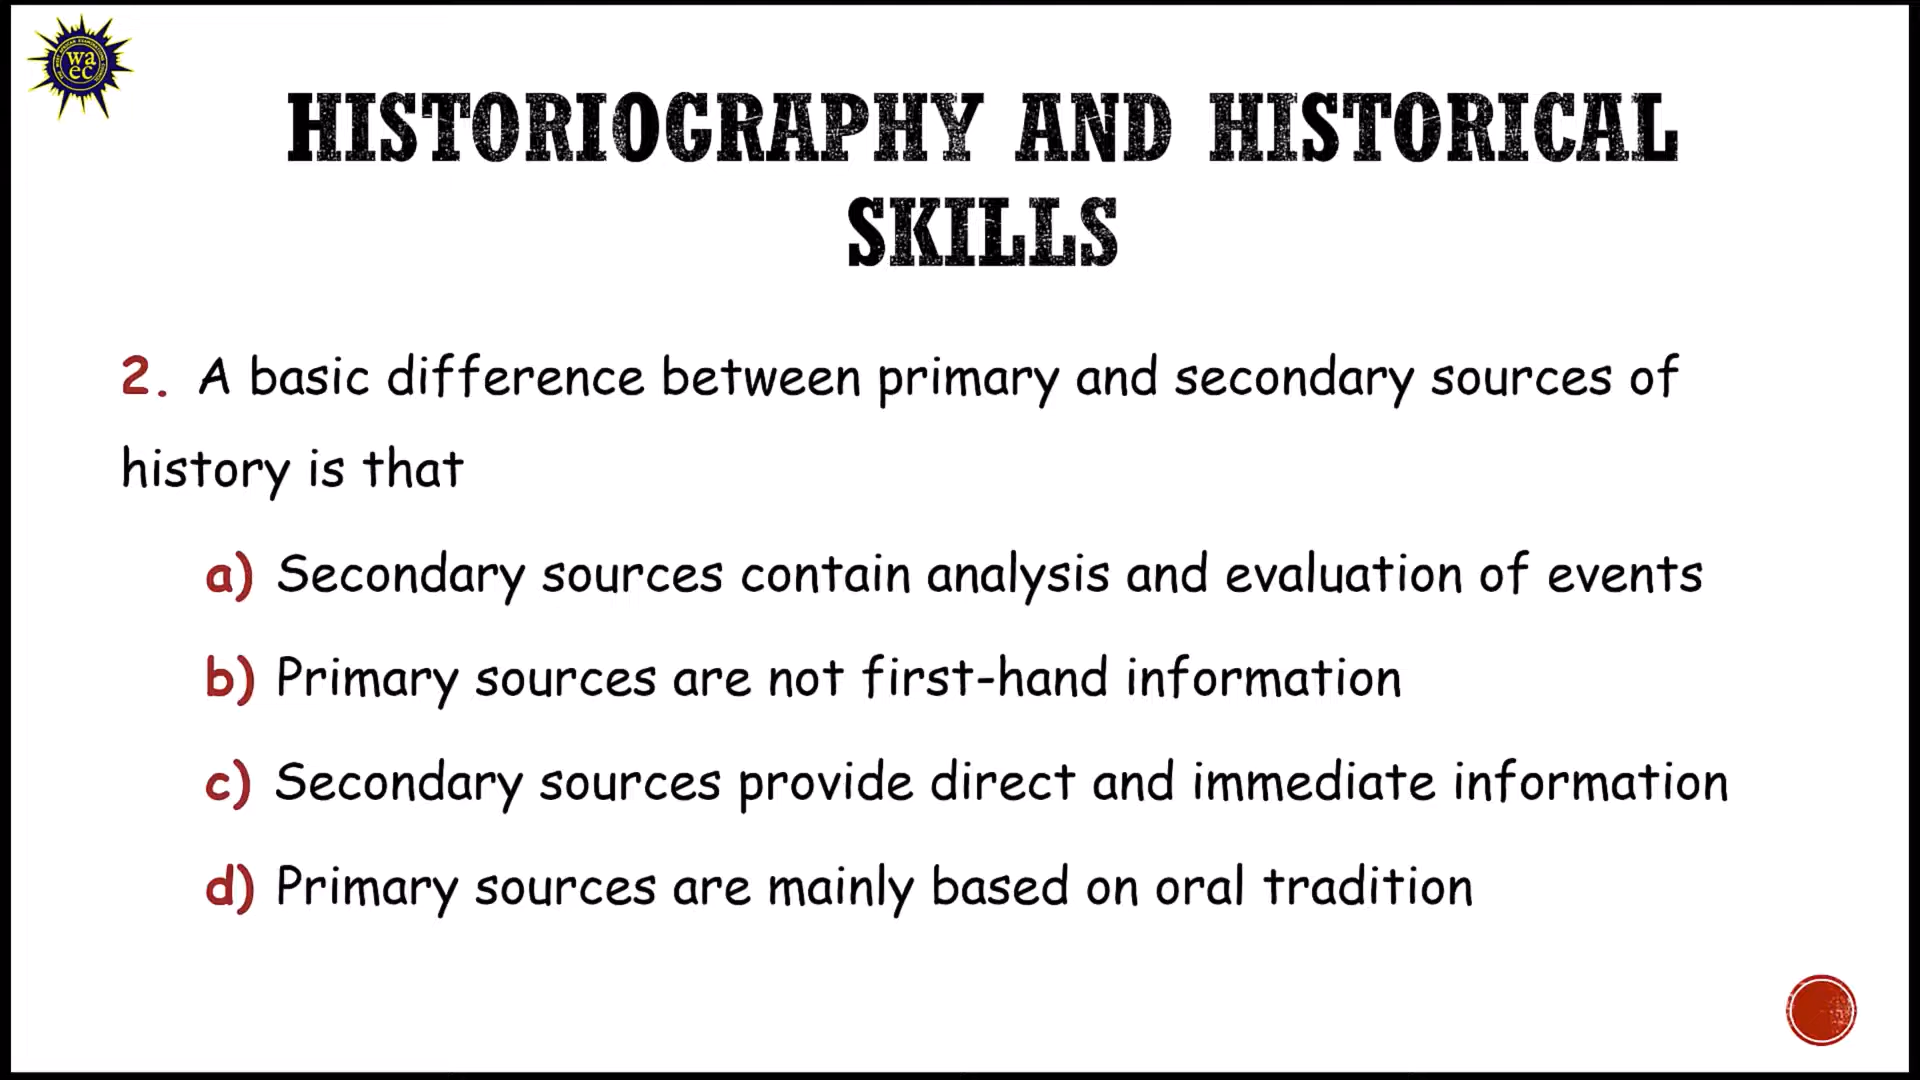 wa
ec
HISTORIOGRAPHY AND HISTORICAL
SKILLS
2. A basic difference between primary and secondary sources of
history is that
a) Secondary sources contain analysis and evaluation of events
b) Primary sources are not first-hand information
c) Secondary sources provide direct and immediate information
d) Primary sources are mainly based on oral tradition